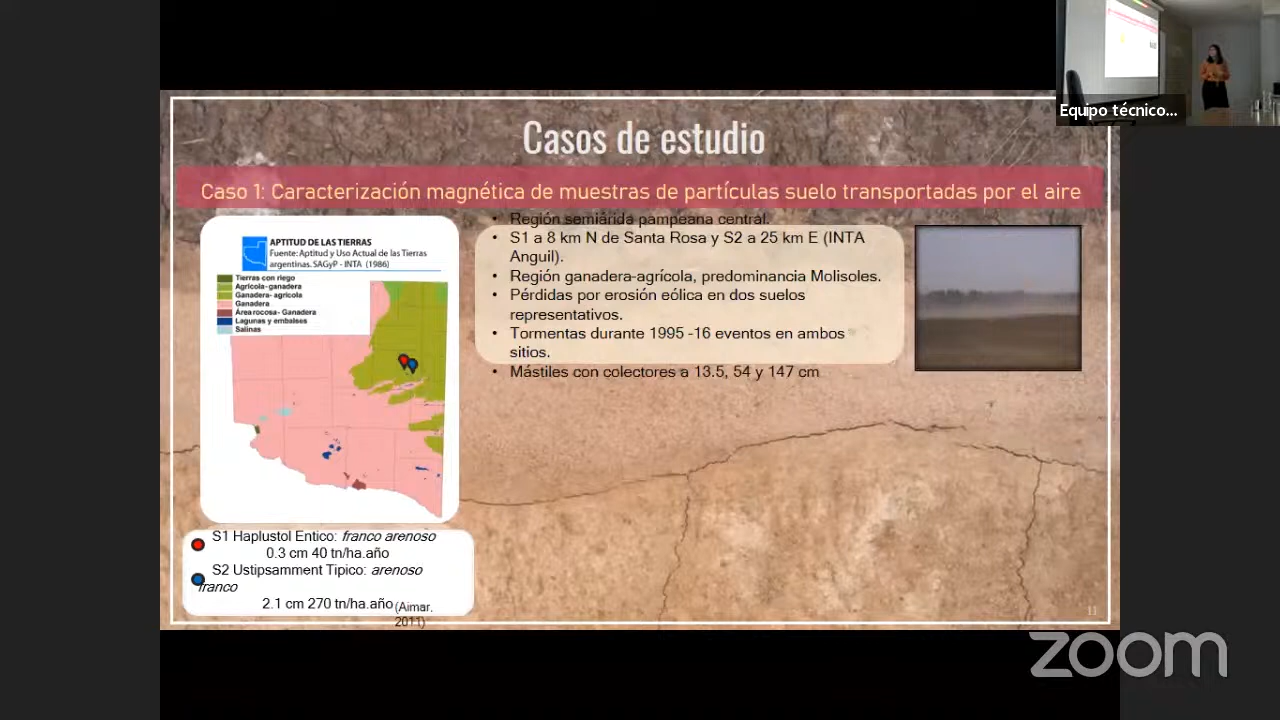 Equipo técnico...
Casos de estudio
Caso 1: Caracterización magnética de muestras de partículas suelo transportadas por el aire
APTITUD DE LAS TIERRAS
Fuente: Aptitud y Uso Actual de las Tierras
argentinas. SAGyP - INTA (1986)
Tierras con riego
Agrícola-ganadera
Ganadera- agrícola
Ganadera
Área rocosa- Ganadera
Lagunas y embalses
Salinas
• Región semiárida pampeana central.
• S1 a 8 km N de Santa Rosa y S2 a 25 km E (INTA
Anguil).
• Región ganadera-agrícola, predominancia Molisoles.
• Pérdidas por erosión eólica en dos suelos
representativos.
• Tormentas durante 1995 -16 eventos en ambos
sitios.
• Mástiles con colectores a 13.5, 54 y 147 cm
S1 Haplustol Entico: franco arenoso
0.3 cm 40 tn/ha.año
S2 Ustipsamment Tipico: arenoso
franco
2.1 cm 270 tn/ha.año (Aimar.
2011)
11
zoom